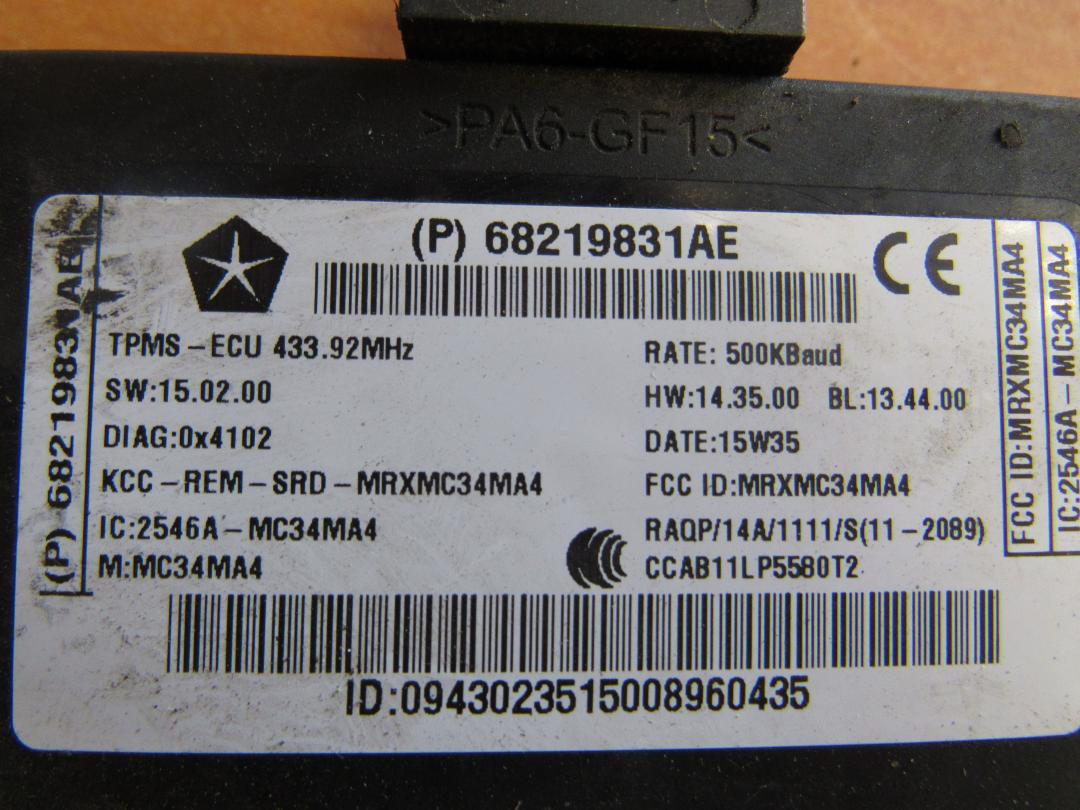 >PA6-GF15<
(P) 68219831AE
CE
TPMS-ECU 433.92MHz
RATE: 500KBaud
SW:15.02.00
HW:14.35.00 BL:13.44.00
DIAG:0x4102
DATE:15W35
KCC-REM-SRD-MRXMC34MA4
FCC ID:MRXMC34MA4
IC:2546A-MC34MA4
RAQP/14A/1111/S(11-2089)
M:MC34MA4
CCAB11LP5580T2
ID:0943023515008960435
(P) 68219831AE
FCC ID:MRXMC34MA4
IC:2546A-MC34MA4